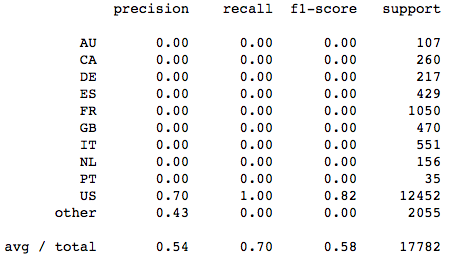 precision recall f1-score support
AU 0.00 0.00 0.00 107
CA 0.00 0.00 0.00 260
DE 0.00 0.00 0.00 217
ES 0.00 0.00 0.00 429
FR 0.00 0.00 0.00 1050
GB 0.00 0.00 0.00 470
IT 0.00 0.00 0.00 551
NL 0.00 0.00 0.00 156
PT 0.00 0.00 0.00 35
US 0.70 1.00 0.82 12452
other 0.43 0.00 0.00 2055
avg / total 0.54 0.70 0.58 17782